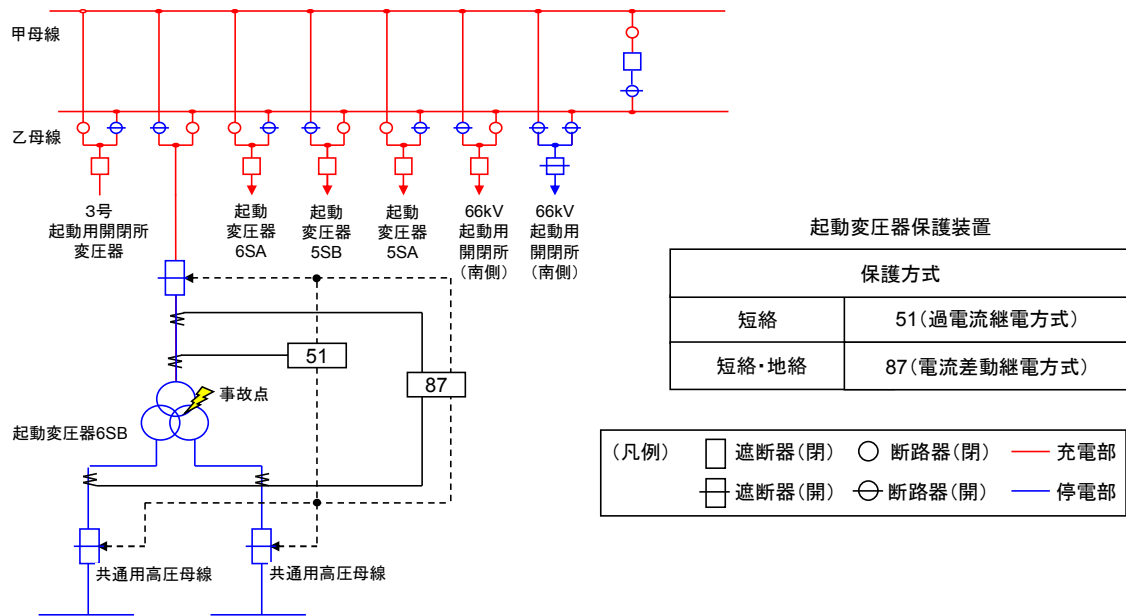 甲母線
乙母線
3号
起動用開閉所
変圧器
起動
変圧器
6SA
起動
変圧器
5SB
起動
変圧器
5SA
66kV
起動用
開閉所
(南側)
66kV
起動用
開閉所
(南側)
51
87
事故点
起動変圧器6SB
共通用高圧母線
共通用高圧母線
起動変圧器保護装置
保護方式
短絡 51(過電流継電方式)
短絡・地絡 87(電流差動継電方式)
(凡例) 遮断器(閉) 断路器(閉) 充電部
遮断器(開) 断路器(開) 停電部